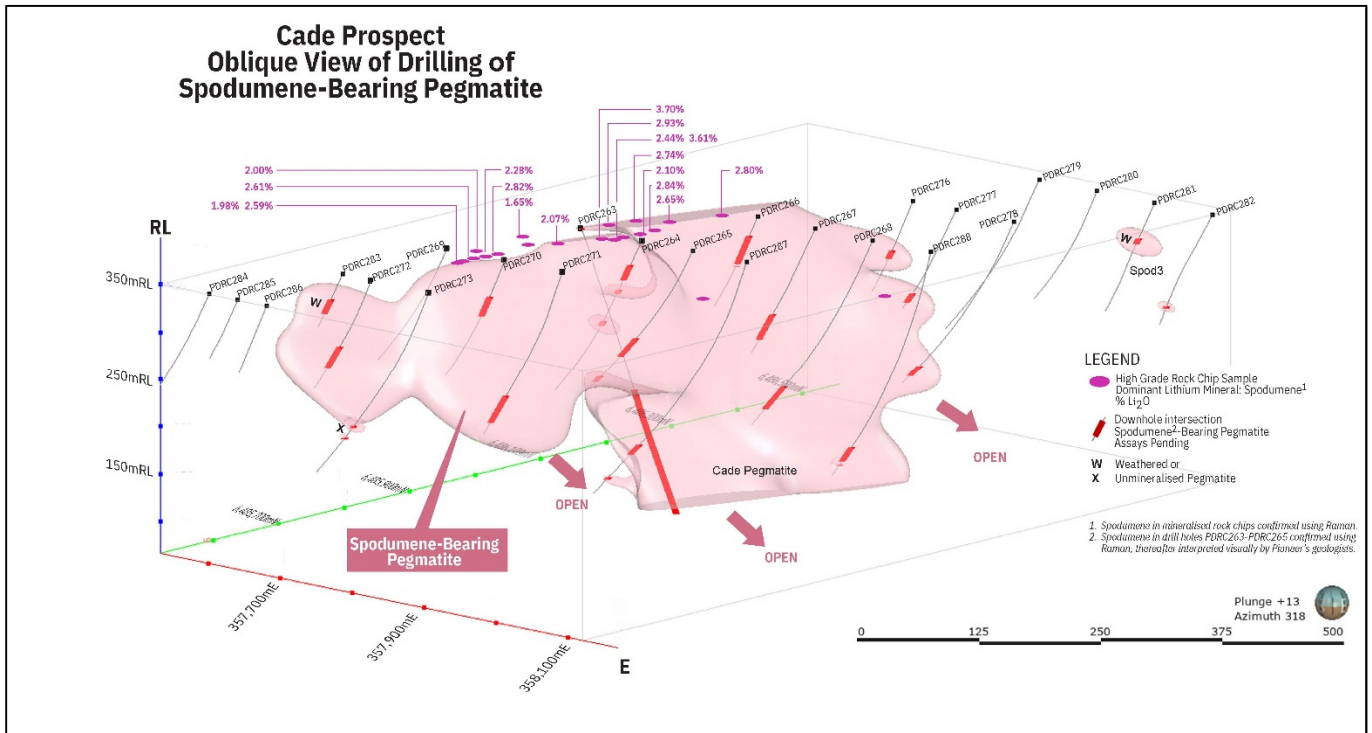 Cade Prospect
Oblique View of Drilling of
Spodumene-Bearing Pegmatite
3.70%
2.93%
2.44% 3.61%
2.74%
2.10%
2.84%
2.65%
2.80%
2.00%
2.28%
2.61%
2.82%
1.98% 2.59%
1.65%
2.07%
RL
350mRL
250mRL
150mRL
PDRC284
PDRC285
PDRC286
PDRC283
PDRC272
PDRC269
PDRC273
PDRC270
PDRC271
PDRC263
PDRC264
PDRC265
PDRC266
PDRC287
PDRC267
PDRC268
PDRC276
PDRC277
PDRC288
PDRC278
PDRC279
PDRC280
PDRC281
PDRC282
W
W
X
Spod3
Cade Pegmatite
Spodumene-Bearing
Pegmatite
OPEN
OPEN
OPEN
357,700mE
357,900mE
358,100mE
E
LEGEND
High Grade Rock Chip Sample
Dominant Lithium Mineral: Spodumene1
% Li2O
Downhole intersection
Spodumene2-Bearing Pegmatite
Assays Pending
W Weathered or
X Unmineralised Pegmatite
1. Spodumene in mineralised rock chips confirmed using Raman.
2. Spodumene in drill holes PDRC263-PDRC265 confirmed using
Raman, thereafter interpreted visually by Pioneer's geologists.
Plunge +13
Azimuth 318
0 125 250 375 500